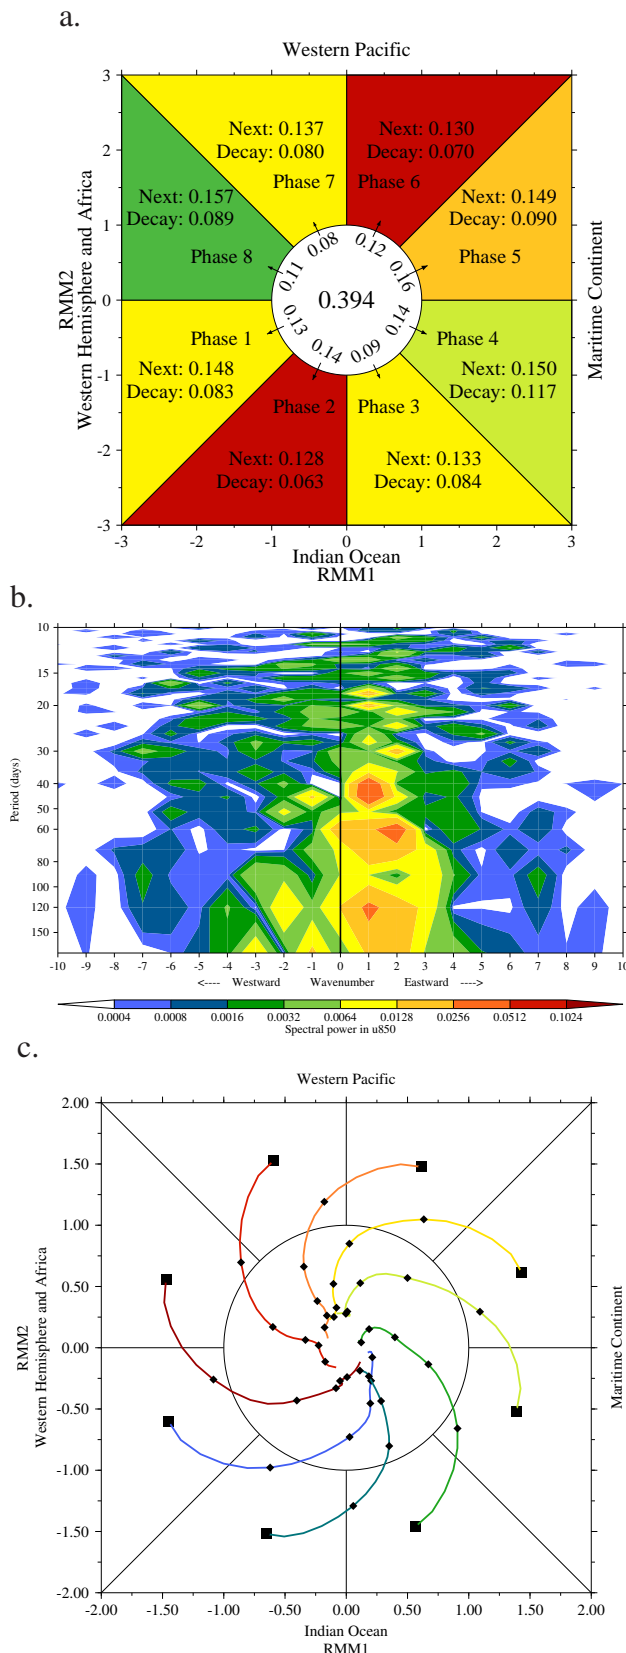 a.
Western Pacific
3
2
1
0
-1
-2
-3
RMM2
Western Hemisphere and Africa
Maritime Continent
Next: 0.137
Decay: 0.080
Phase 7
Next: 0.130
Decay: 0.070
Phase 6
Next: 0.157
Decay: 0.089
Phase 8
Next: 0.149
Decay: 0.090
Phase 5
0.08
0.12
0.11
0.16
0.394
0.13
0.14
0.14
0.09
Phase 1
Next: 0.148
Decay: 0.083
Phase 4
Next: 0.150
Decay: 0.117
Phase 2
Next: 0.128
Decay: 0.063
Phase 3
Next: 0.133
Decay: 0.084
-3 -2 -1 0 1 2 3
Indian Ocean
RMM1
b.
10
15
20
30
40
50
60
80
100
120
150
Period (days)
-10 -9 -8 -7 -6 -5 -4 -3 -2 -1 0 1 2 3 4 5 6 7 8 9 10
<---- Westward Wavenumber Eastward ---->
0.0004 0.0008 0.0016 0.0032 0.0064 0.0128 0.0256 0.0512 0.1024
Spectral power in u850
c.
Western Pacific
2.00
1.50
1.00
0.50
0.00
-0.50
-1.00
-1.50
-2.00
RMM2
Western Hemisphere and Africa
Maritime Continent
-2.00 -1.50 -1.00 -0.50 0.00 0.50 1.00 1.50 2.00
Indian Ocean
RMM1